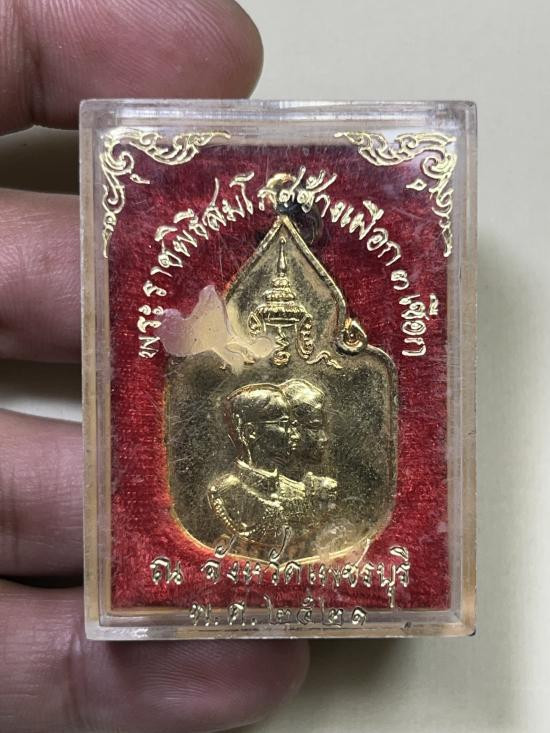 พระราชพิธีสมโภชช้างเผือก ๓ เชือก
ณ จังหวัดเพชรบุรี
พ.ศ. ๒๕๒๑